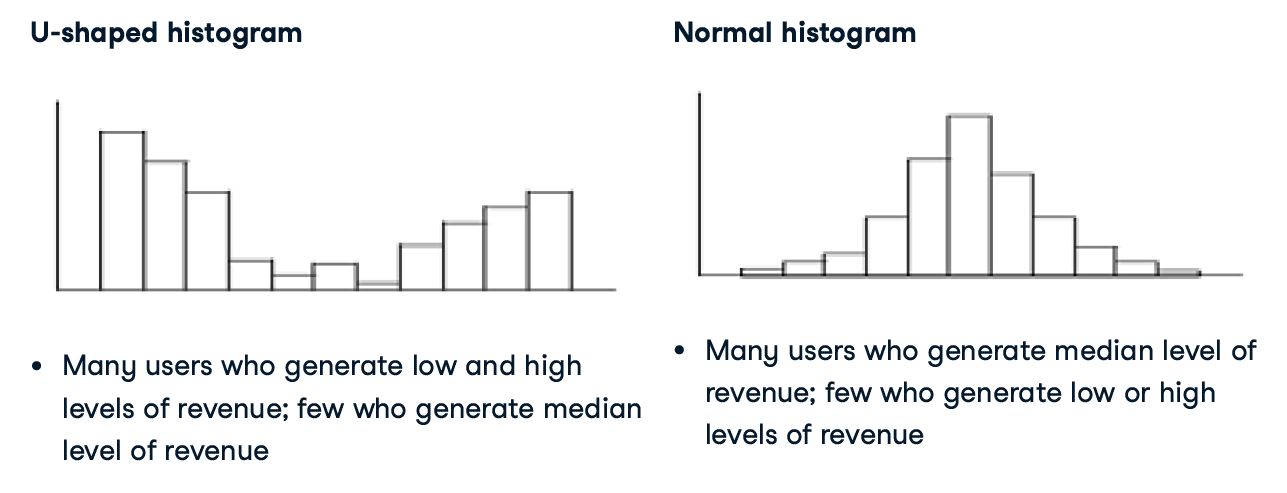 U-shaped histogram
• Many users who generate low and high
levels of revenue; few who generate median
level of revenue
Normal histogram
• Many users who generate median level of
revenue; few who generate low or high
levels of revenue